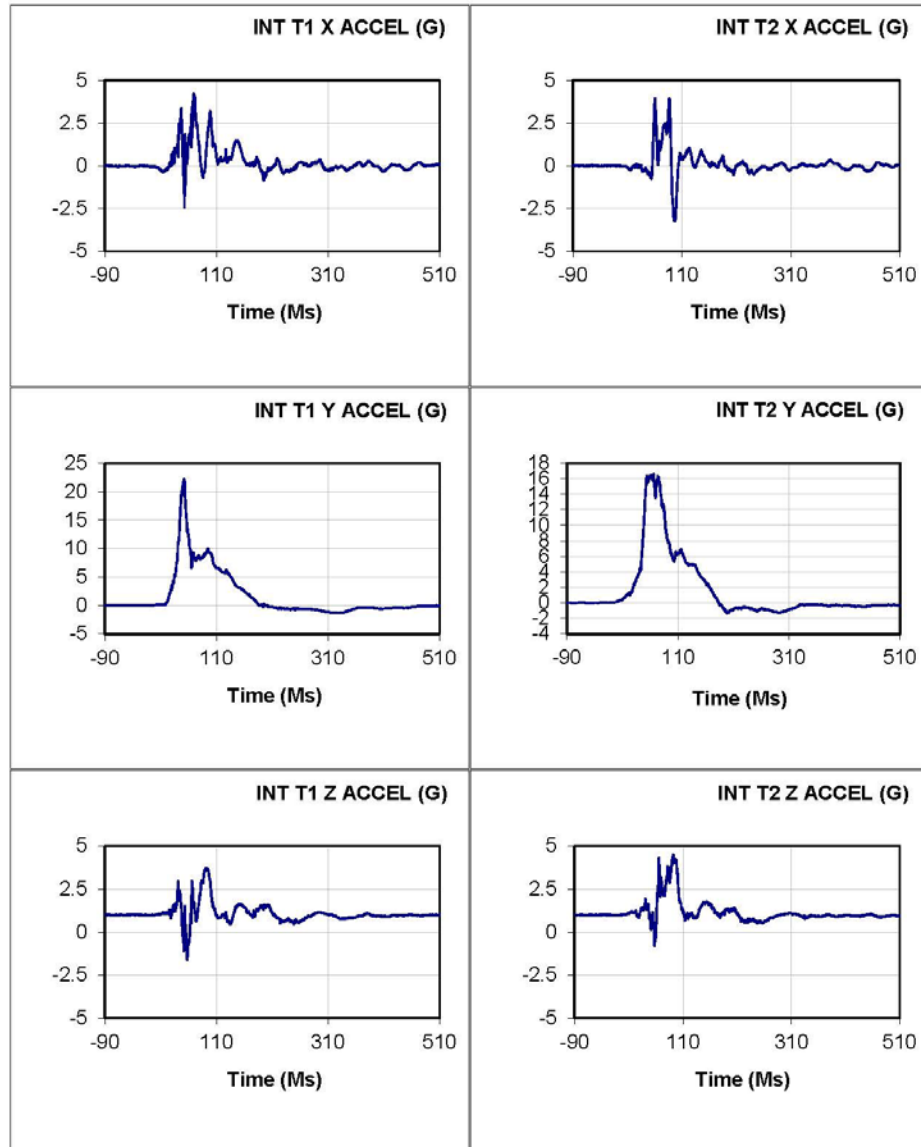 INT T1 X ACCEL (G)
5
2.5
0
-2.5
-5
-90 110 310 510
Time (Ms)
INT T2 X ACCEL (G)
5
2.5
0
-2.5
-5
-90 110 310 510
Time (Ms)
INT T1 Y ACCEL (G)
25
20
15
10
5
0
-5
-90 110 310 510
Time (Ms)
INT T2 Y ACCEL (G)
18
16
14
12
10
8
6
4
2
0
-2
-4
-90 110 310 510
Time (Ms)
INT T1 Z ACCEL (G)
5
2.5
0
-2.5
-5
-90 110 310 510
Time (Ms)
INT T2 Z ACCEL (G)
5
2.5
0
-2.5
-5
-90 110 310 510
Time (Ms)